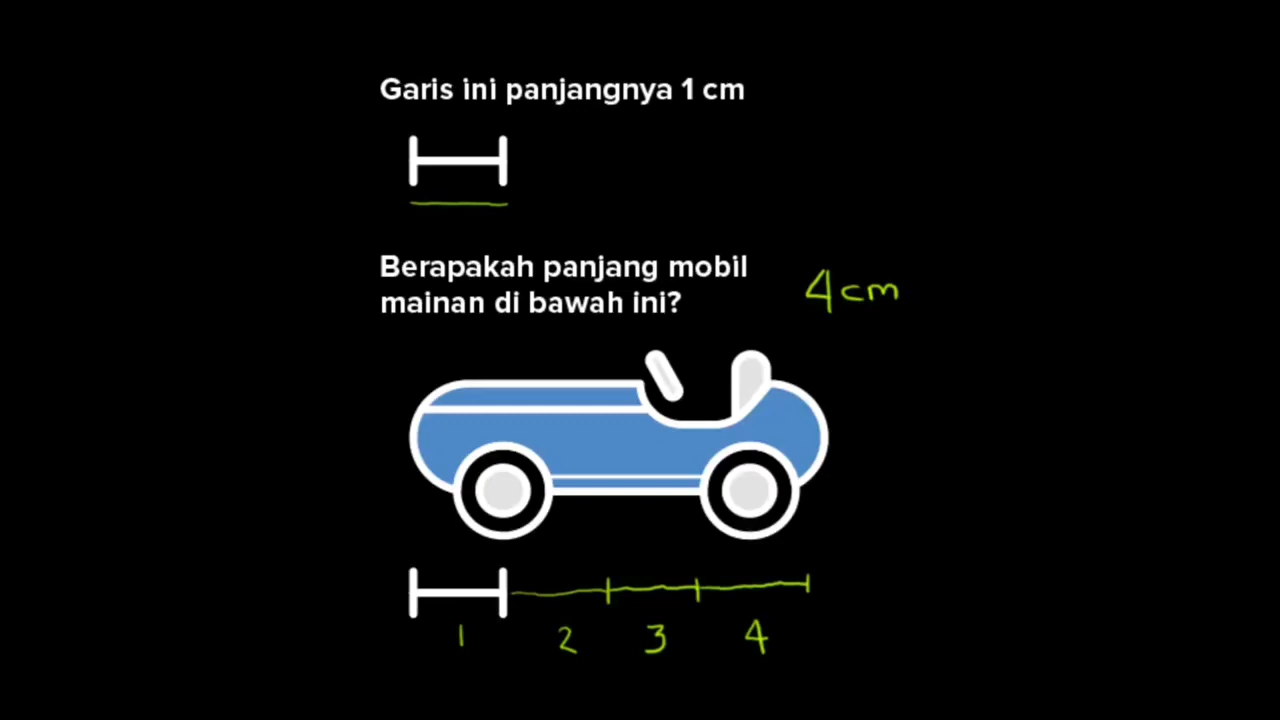 Garis ini panjangnya 1 cm
Berapakah panjang mobil
mainan di bawah ini?
4cm
1 2 3 4